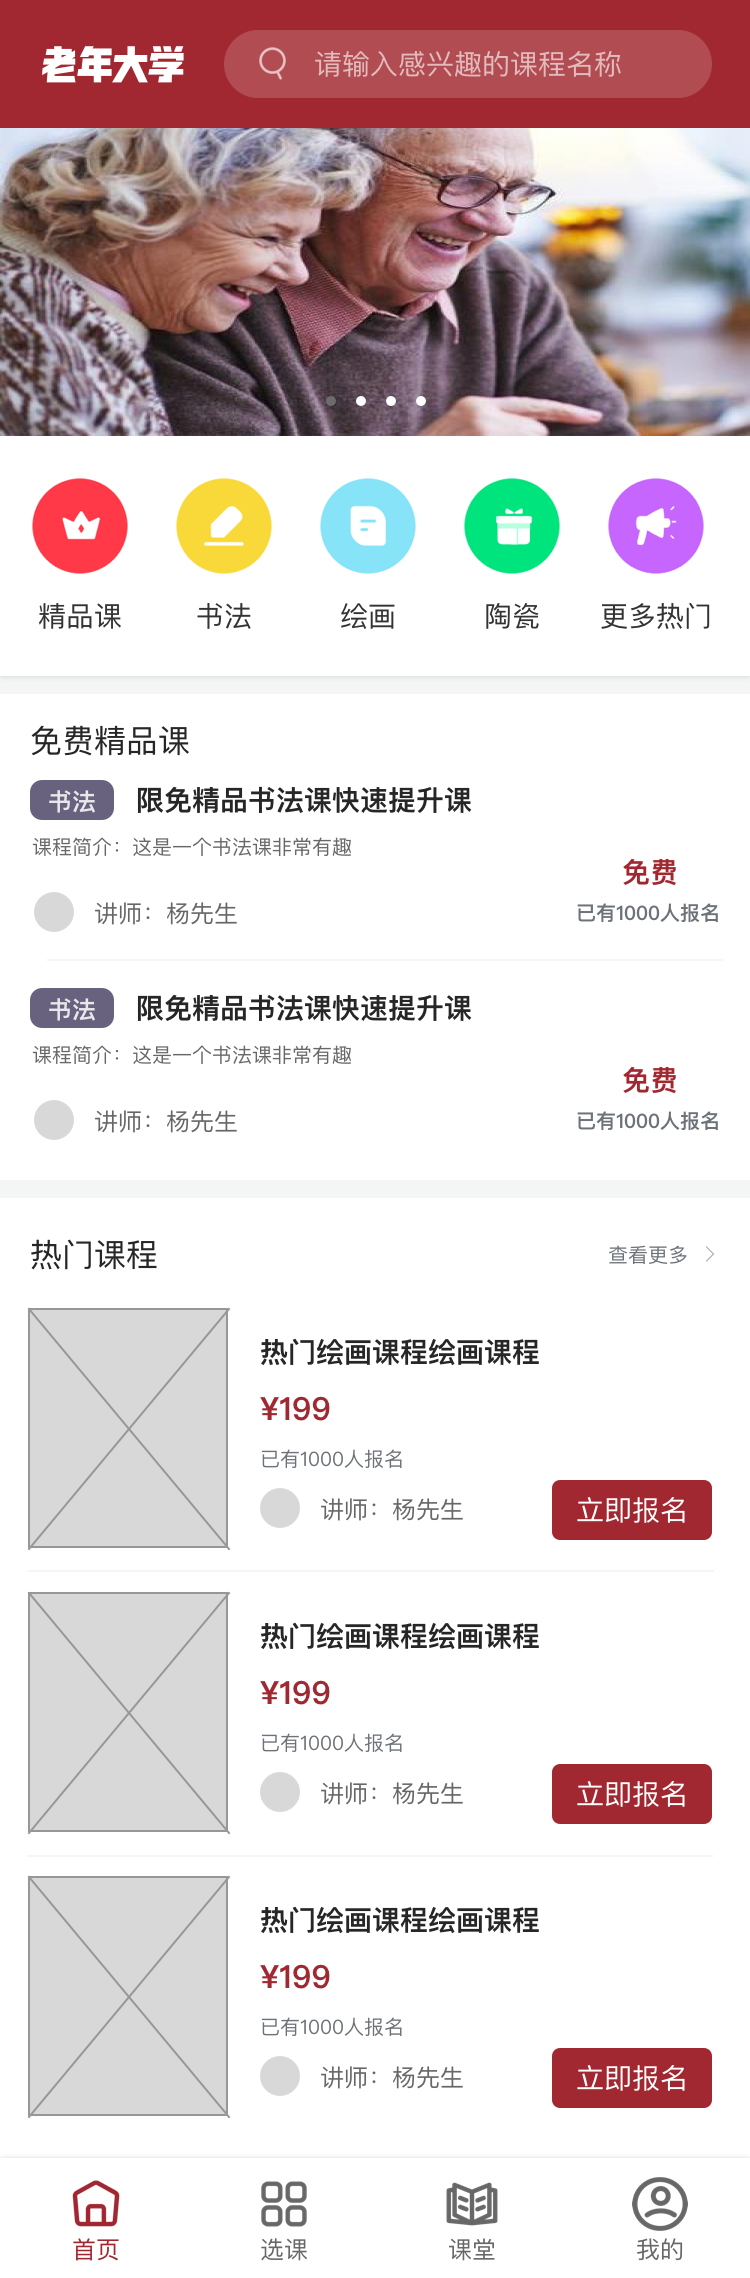 老年大学
请输入感兴趣的课程名称
精品课
书法
绘画
陶瓷
更多热门
免费精品课
书法
限免精品书法课快速提升课
课程简介：这是一个书法课非常有趣
免费
讲师：杨先生
已有1000人报名
书法
限免精品书法课快速提升课
课程简介：这是一个书法课非常有趣
免费
讲师：杨先生
已有1000人报名
热门课程
查看更多
热门绘画课程绘画课程
¥199
已有1000人报名
讲师：杨先生
立即报名
热门绘画课程绘画课程
¥199
已有1000人报名
讲师：杨先生
立即报名
热门绘画课程绘画课程
¥199
已有1000人报名
讲师：杨先生
立即报名
首页
选课
课堂
我的